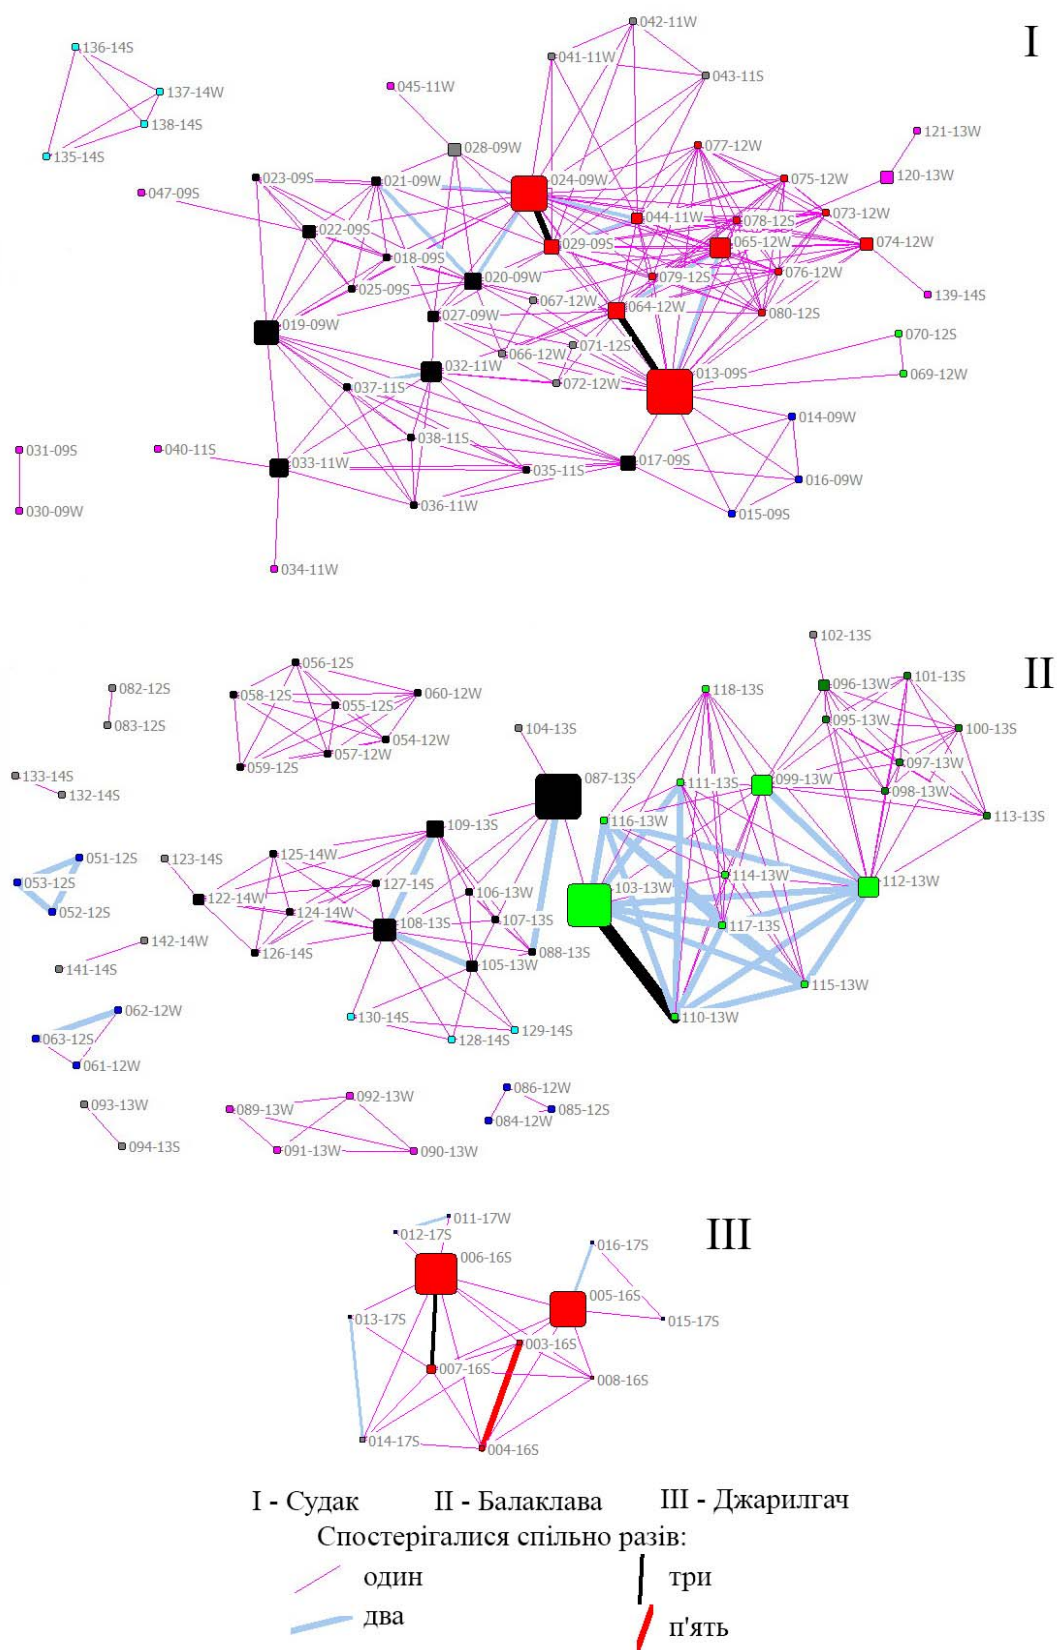 I
042-11W
136-14S
041-11W
043-11S
045-11W
137-14W
138-14S
121-13W
028-09W
077-12W
135-14S
023-09S
021-09W
024-09W
075-12W
120-13W
047-09S
044-11W
078-12S
073-12W
022-09S
029-09S
065-12W
074-12W
018-09S
079-12S
076-12W
020-09W
025-09S
067-12W
139-14S
064-12W
080-12S
027-09W
019-09W
070-12S
071-12S
066-12W
032-11W
013-09S
069-12W
072-12W
037-11S
014-09W
038-11S
031-09S
040-11S
033-11W
017-09S
035-11S
016-09W
036-11W
030-09W
015-09S
034-11W
II
102-13S
056-12S
101-13S
082-12S
096-13W
118-13S
058-12S
060-12W
055-12S
095-13W
083-12S
100-13S
104-13S
054-12W
057-12W
097-13W
059-12S
133-14S
087-13S
111-13S
099-13W
098-13W
132-14S
113-13S
116-13W
109-13S
125-14W
051-12S
123-14S
114-13W
053-12S
127-14S
112-13W
106-13W
122-14W
103-13W
052-12S
124-14W
107-13S
117-13S
108-13S
142-14W
126-14S
088-13S
105-13W
141-14S
115-13W
062-12W
130-14S
110-13W
129-14S
063-12S
128-14S
061-12W
086-12W
092-13W
093-13W
089-13W
085-12S
084-12W
094-13S
091-13W
090-13W
III
011-17W
012-17S
016-17S
006-16S
005-16S
013-17S
015-17S
003-16S
007-16S
008-16S
014-17S
004-16S
I - Судак II - Балаклава III - Джарилгач
Спостерігалися спільно разів:
один три
два п'ять